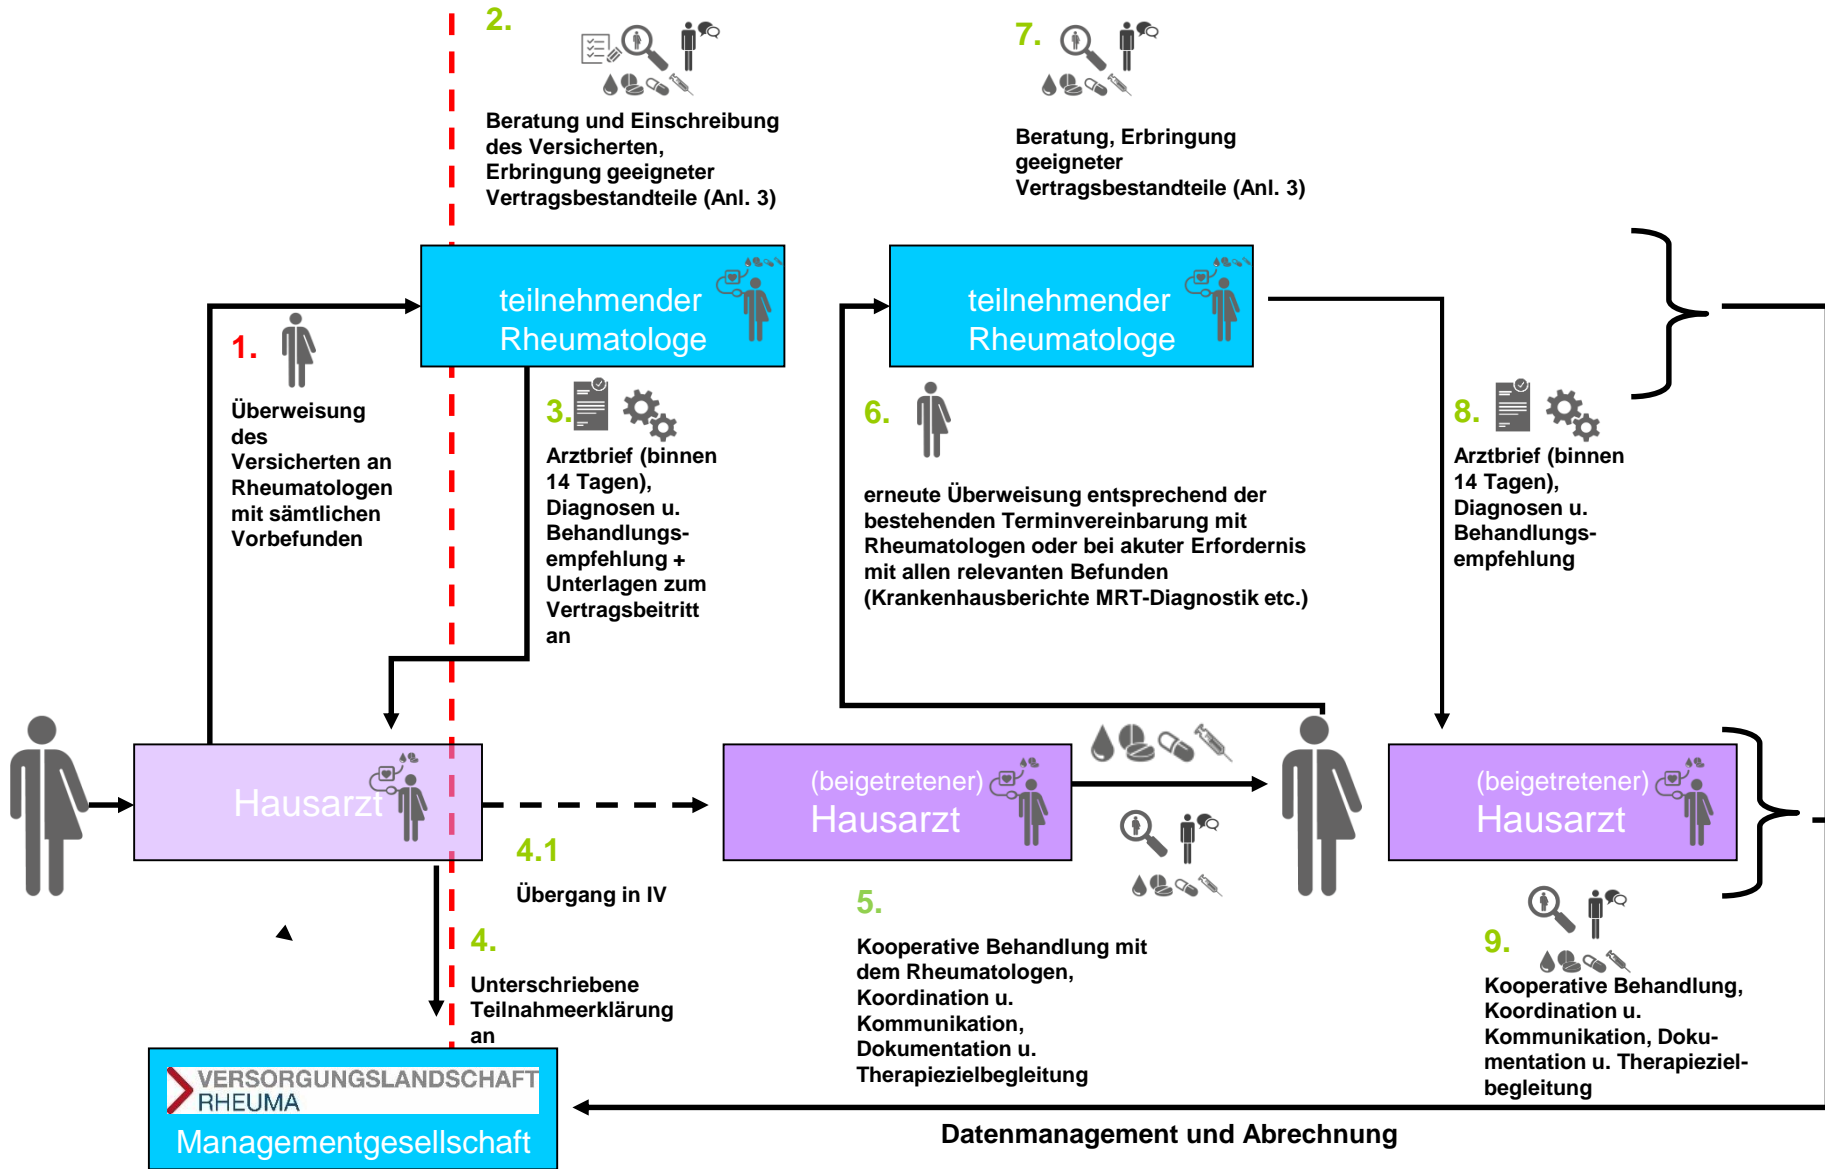 2.
Beratung und Einschreibung
des Versicherten,
Erbringung geeigneter
Vertragsbestandteile (Anl. 3)
7.
Beratung, Erbringung
geeigneter
Vertragsbestandteile (Anl. 3)
teilnehmender
Rheumatologe
teilnehmender
Rheumatologe
1.
Überweisung
des
Versicherten an
Rheumatologen
mit sämtlichen
Vorbefunden
3.
Arztbrief (binnen
14 Tagen),
Diagnosen u.
Behandlungs-
empfehlung +
Unterlagen zum
Vertragsbeitritt
an
6.
erneute Überweisung entsprechend der
bestehenden Terminvereinbarung mit
Rheumatologen oder bei akuter Erfordernis
mit allen relevanten Befunden
(Krankenhausberichte MRT-Diagnostik etc.)
8.
Arztbrief (binnen
14 Tagen),
Diagnosen u.
Behandlungs-
empfehlung
Hausarzt
(beigetretener)
Hausarzt
(beigetretener)
Hausarzt
4.1
Übergang in IV
4.
Unterschriebene
Teilnahmeerklärung
an
5.
Kooperative Behandlung mit
dem Rheumatologen,
Koordination u.
Kommunikation,
Dokumentation u.
Therapiezielbegleitung
9.
Kooperative Behandlung,
Koordination u.
Kommunikation, Doku-
mentation u. Therapieziel-
begleitung
VERSORGUNGSLANDSCHAFT
RHEUMA
Managementgesellschaft
Datenmanagement und Abrechnung